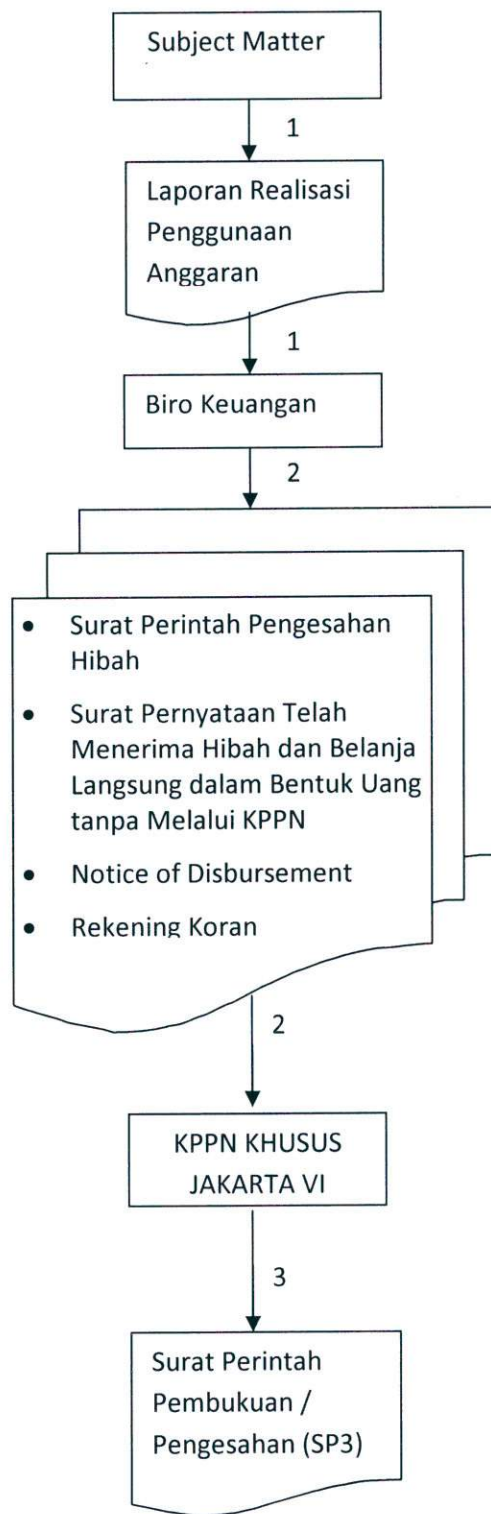 Subject Matter
1
Laporan Realisasi
Penggunaan
Anggaran
1
Biro Keuangan
2
• Surat Perintah Pengesahan
Hibah
• Surat Pernyataan Telah
Menerima Hibah dan Belanja
Langsung dalam Bentuk Uang
tanpa Melalui KPPN
• Notice of Disbursement
• Rekening Koran
2
KPPN KHUSUS
JAKARTA VI
3
Surat Perintah
Pembukuan /
Pengesahan (SP3)